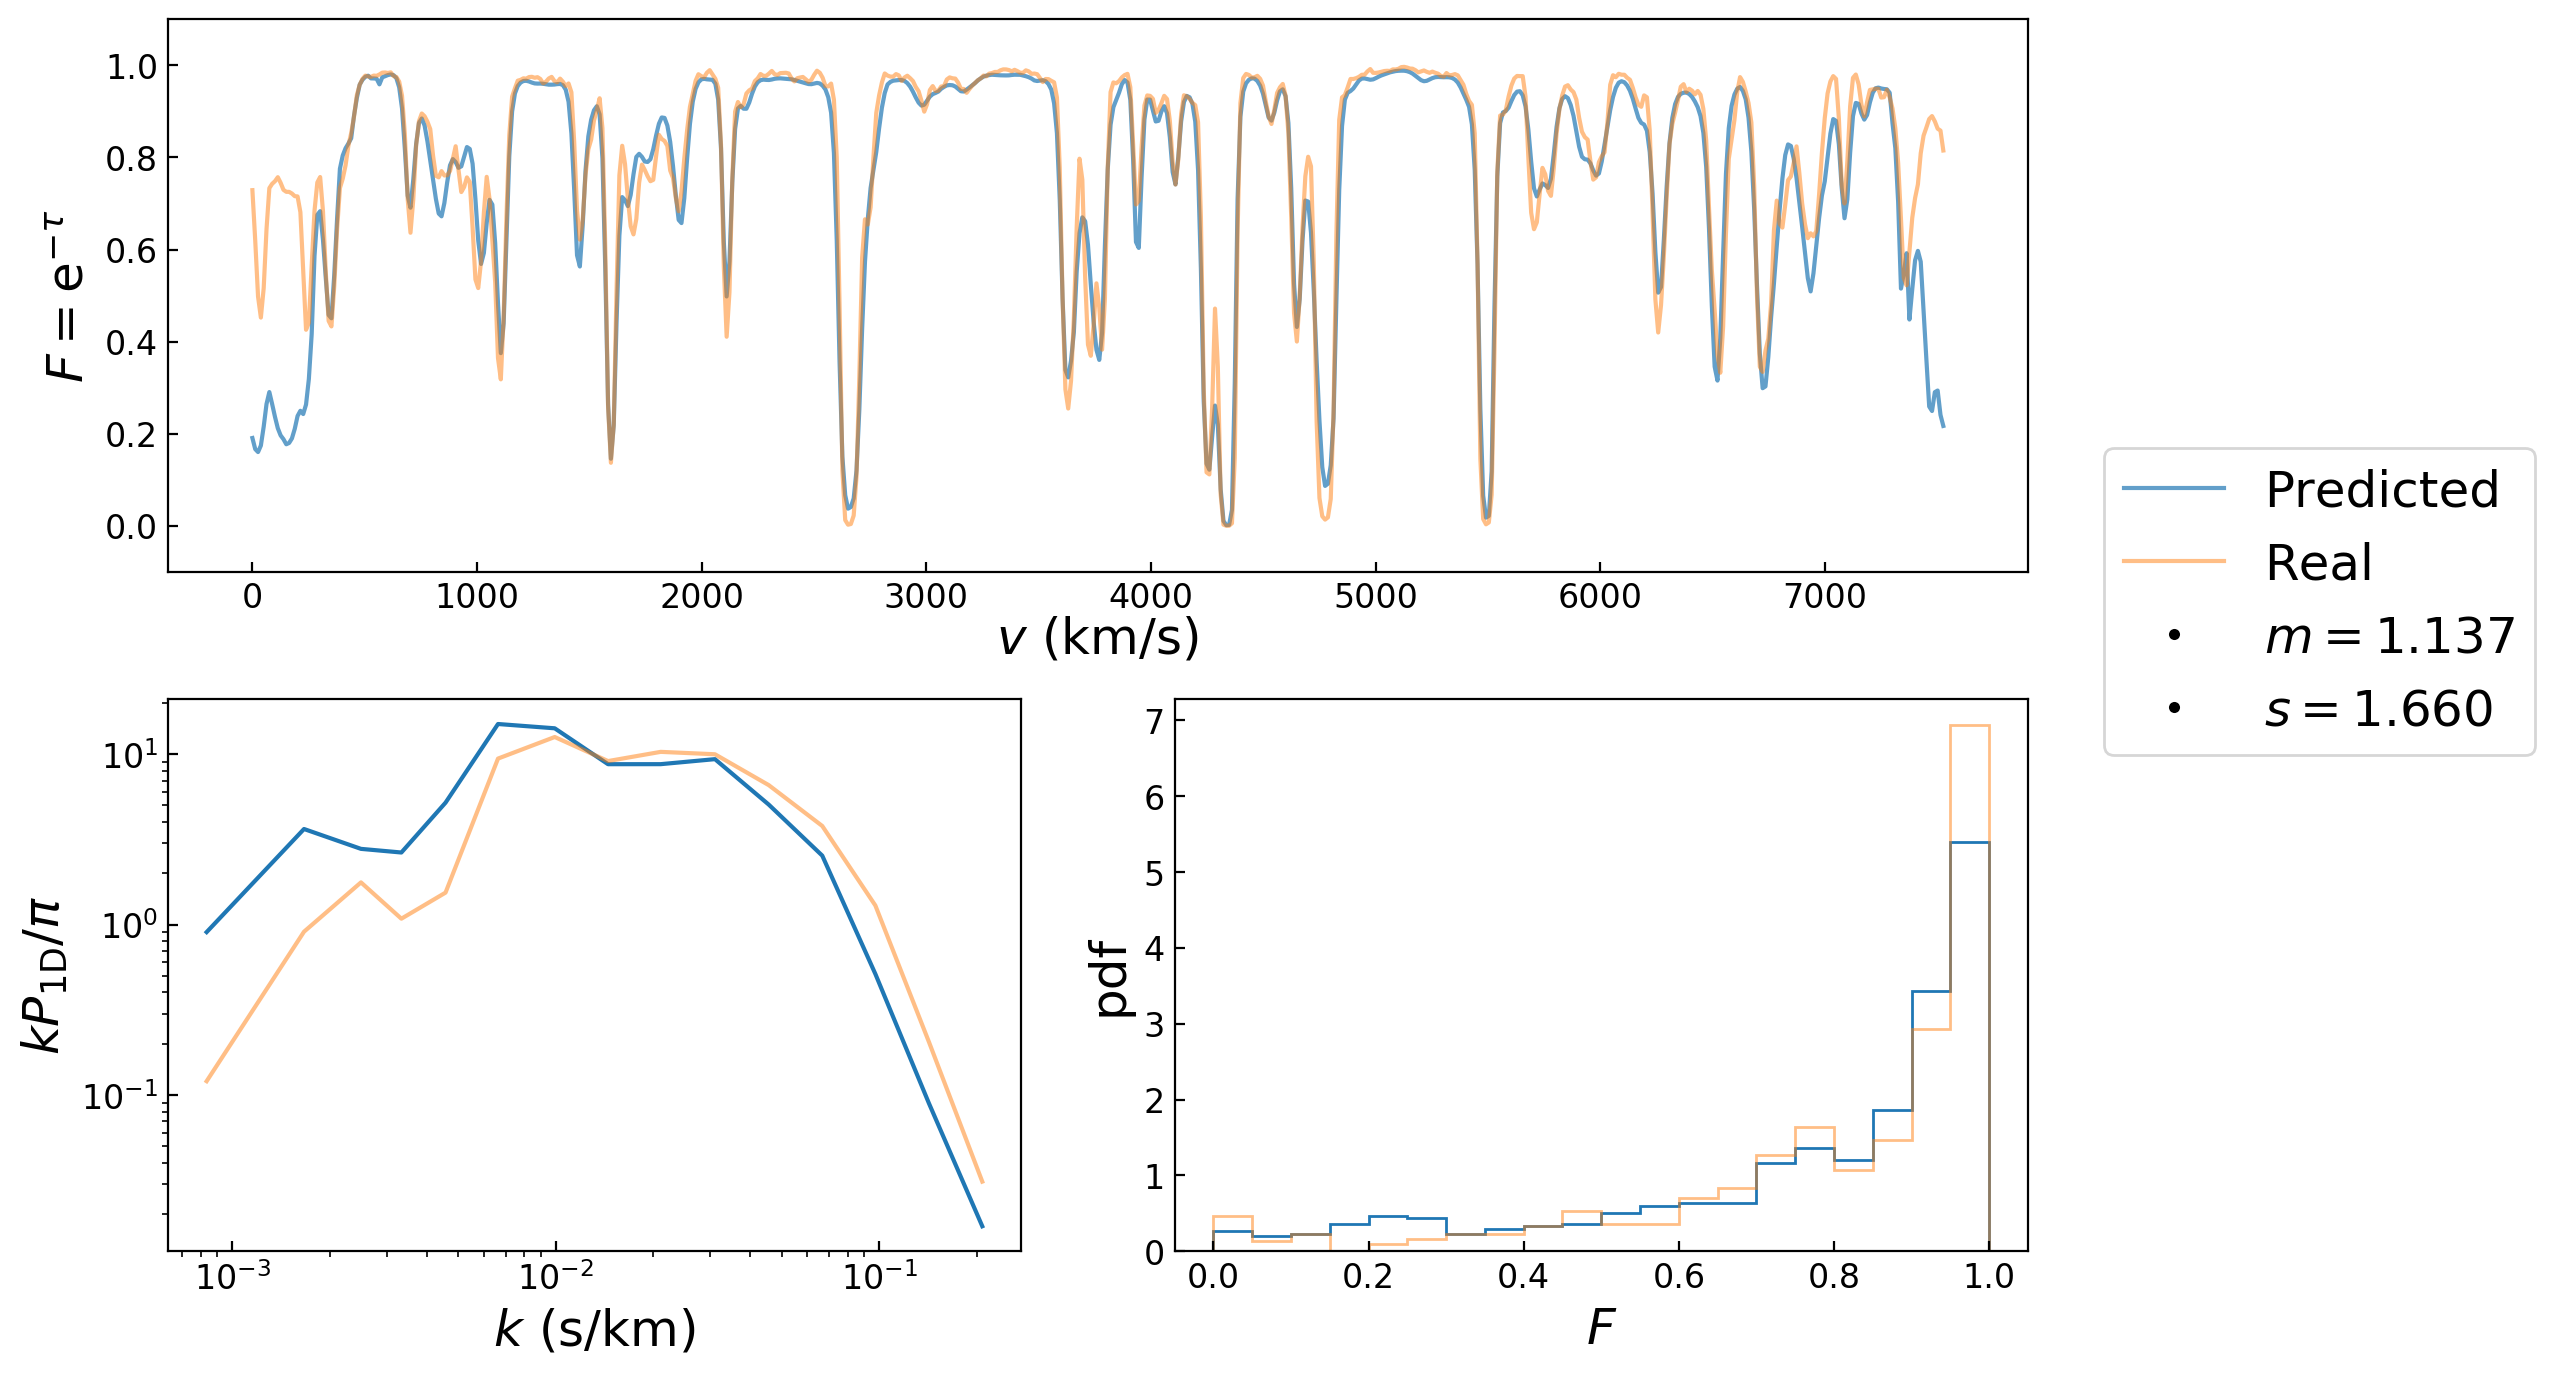 F = e^{−τ}
1.0
0.8
0.6
0.4
0.2
0.0
0 1000 2000 3000 4000 5000 6000 7000
v (km/s)
Predicted
Real
m = 1.137
s = 1.660
kP_{1D}/π
10^1
10^0
10^{−1}
10^{−3} 10^{−2} 10^{−1}
k (s/km)
pdf
7
6
5
4
3
2
1
0
0.0 0.2 0.4 0.6 0.8 1.0
F